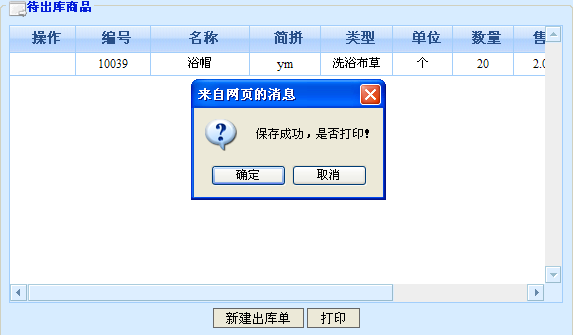 待出库商品
操作 编号 名称 简拼 类型 单位 数量 售
10039 浴帽 ym 洗浴布草 个 20 2.0
来自网页的消息
保存成功，是否打印!
确定 取消
新建出库单 打印